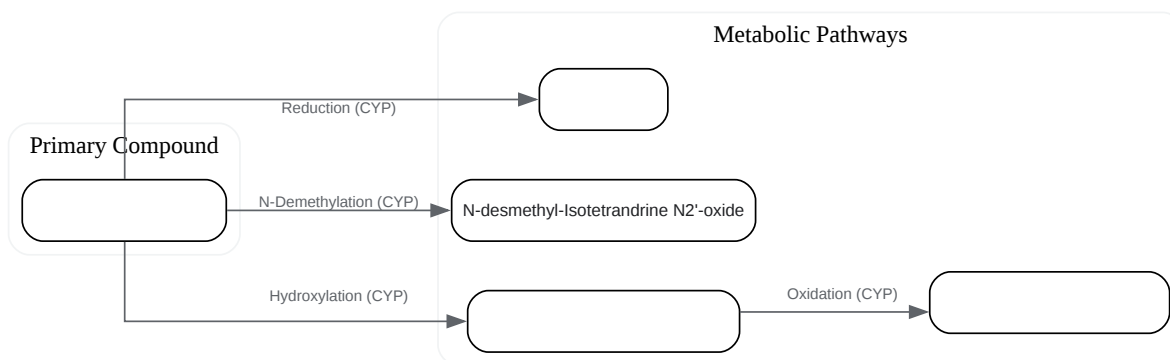 Metabolic Pathways
Reduction (CYP)
Primary Compound
N-Demethylation (CYP)
N-desmethyl-Isotetrandrine N2'-oxide
Hydroxylation (CYP)
Oxidation (CYP)